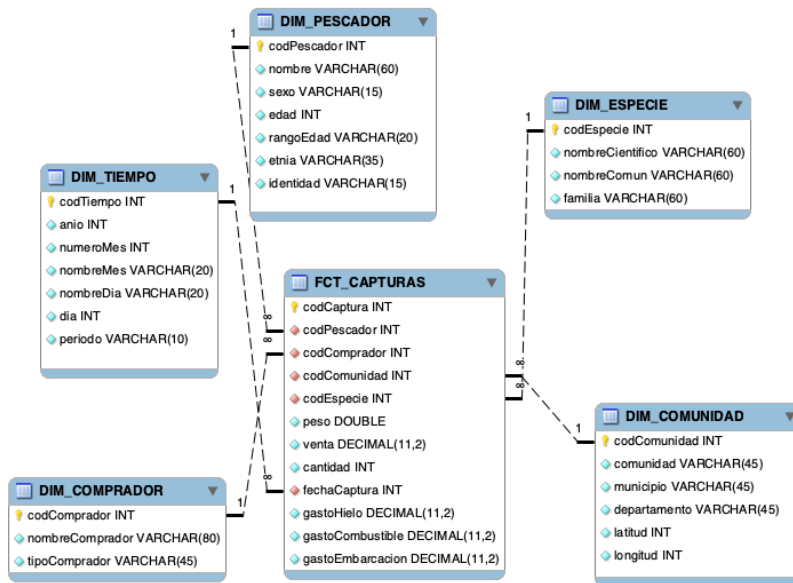 DIM_PESCADOR
codPescador INT
nombre VARCHAR(60)
sexo VARCHAR(15)
edad INT
rangoEdad VARCHAR(20)
etnia VARCHAR(35)
identidad VARCHAR(15)
1
DIM_ESPECIE
codEspecie INT
nombreCientifico VARCHAR(60)
nombreComun VARCHAR(60)
familia VARCHAR(60)
1
DIM_TIEMPO
codTiempo INT
anio INT
numeroMes INT
nombreMes VARCHAR(20)
nombreDia VARCHAR(20)
dia INT
periodo VARCHAR(10)
1
FCT_CAPTURAS
codCaptura INT
codPescador INT
codComprador INT
codComunidad INT
codEspecie INT
peso DOUBLE
venta DECIMAL(11,2)
cantidad INT
fechaCaptura INT
gastoHielo DECIMAL(11,2)
gastoCombustible DECIMAL(11,2)
gastoEmbarcacion DECIMAL(11,2)
∞
∞
∞
∞
∞
DIM_COMUNIDAD
codComunidad INT
comunidad VARCHAR(45)
municipio VARCHAR(45)
departamento VARCHAR(45)
latitud INT
longitud INT
1
DIM_COMPRADOR
codComprador INT
nombreComprador VARCHAR(80)
tipoComprador VARCHAR(45)
1